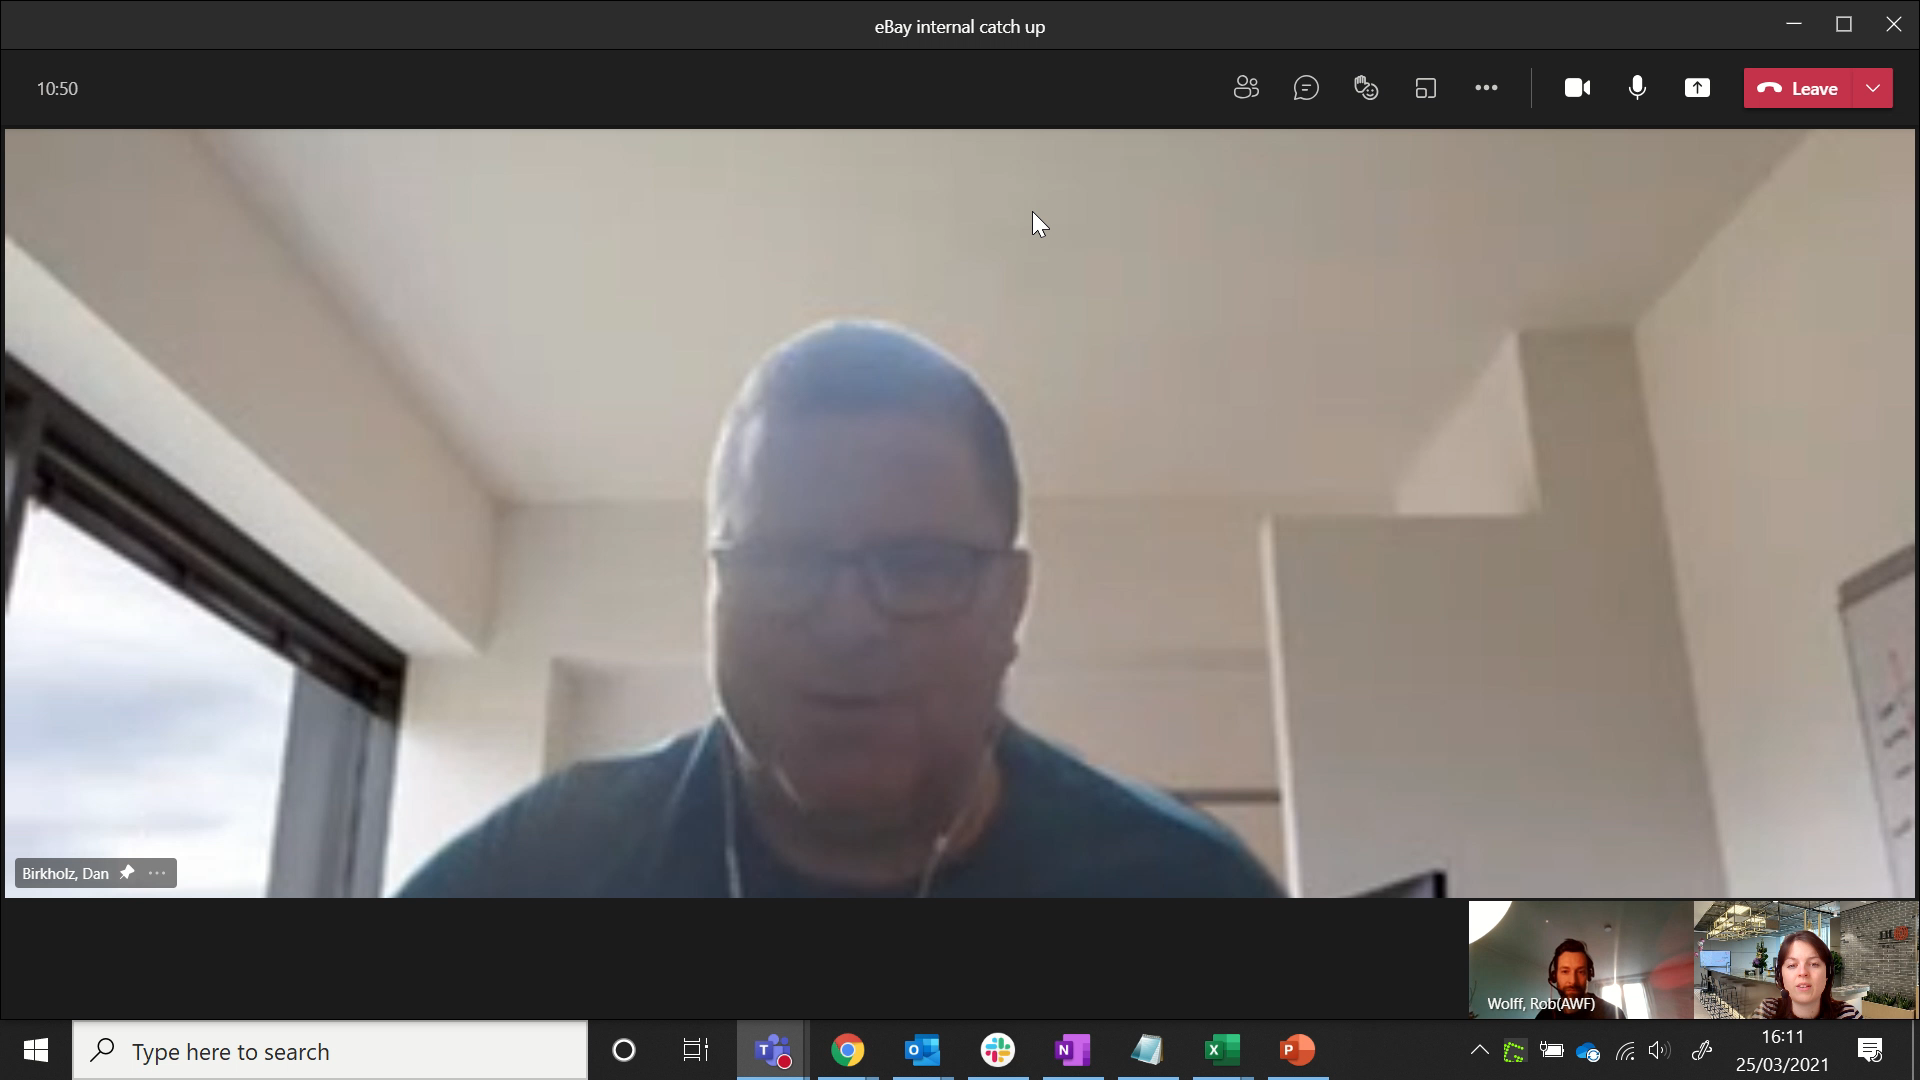 eBay internal catch up
10:50
Leave
Birkholz, Dan
Wolff, Rob(AWF)
Type here to search
16:11
25/03/2021